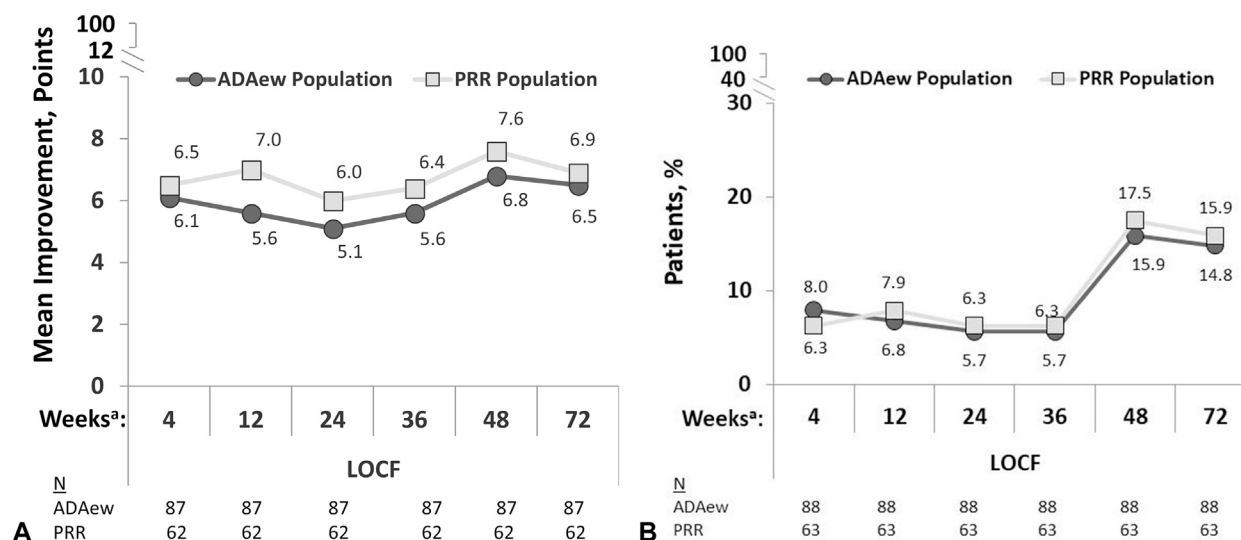 100
12
10
8
6
4
2
0
Mean Improvement, Points
ADAew Population
PRR Population
6.5
7.0
6.0
6.4
7.6
6.9
6.1
5.6
5.1
5.6
6.8
6.5
Weeksᵃ: 4 12 24 36 48 72
LOCF
N
ADAew 87 87 87 87 87 87
PRR 62 62 62 62 62 62
A
100
40
30
20
10
0
Patients, %
ADAew Population
PRR Population
8.0
7.9
6.3
6.3
17.5
15.9
6.3
6.8
5.7
5.7
15.9
14.8
Weeksᵃ: 4 12 24 36 48 72
LOCF
N
ADAew 88 88 88 88 88 88
PRR 63 63 63 63 63 63
B